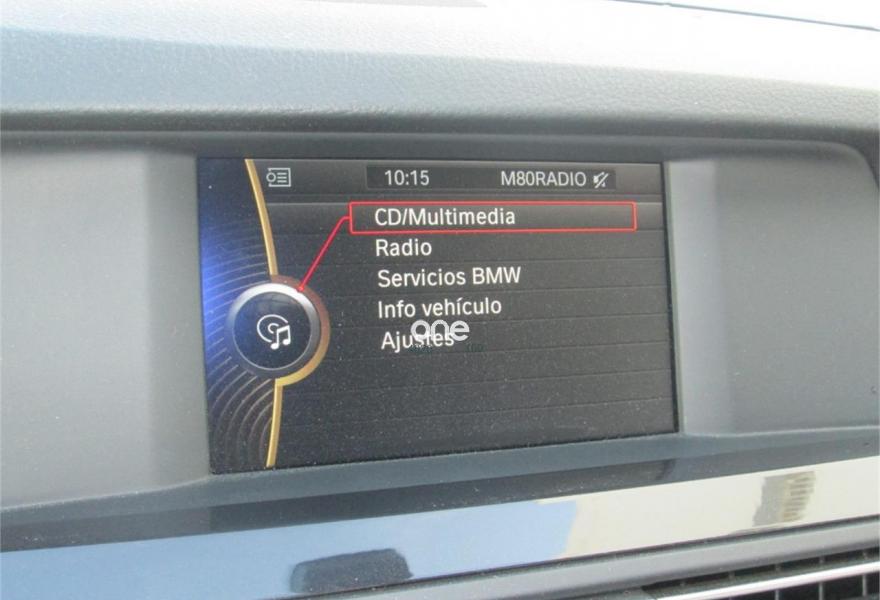 10:15 M80RADIO
CD/Multimedia
Radio
Servicios BMW
Info vehículo
Ajustes
one